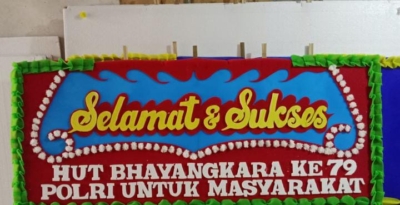 Selamat & Sukses
HUT BHAYANGKARA KE 79
POLRI UNTUK MASYARAKAT